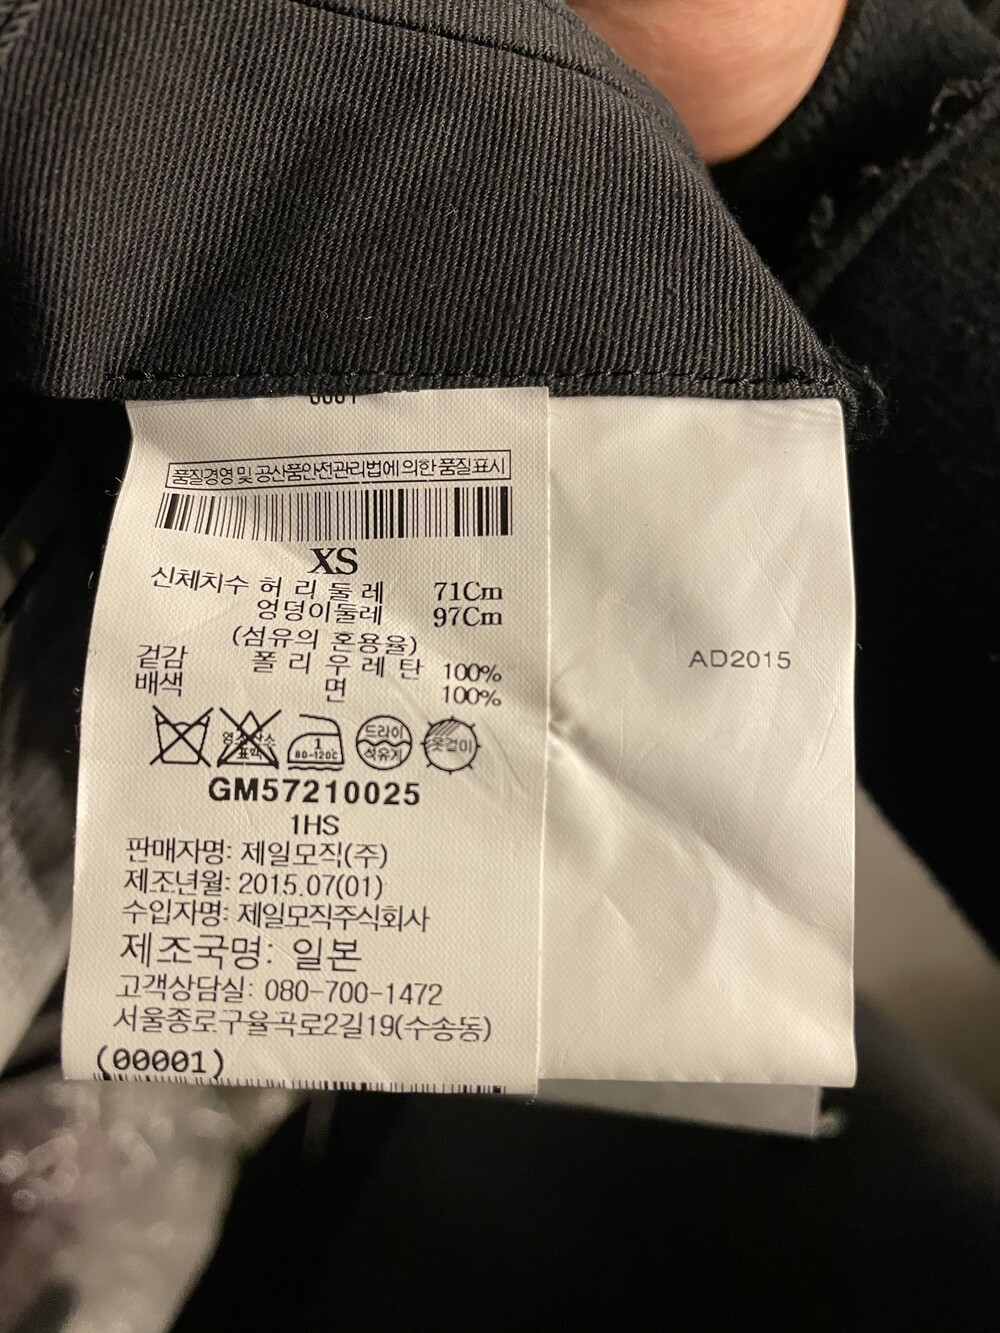 0001
품질경영 및 공산품안전관리법에 의한 품질표시
XS
신체치수 허 리 둘 레 71Cm
엉덩이둘레 97Cm
(섬유의 혼용율)
겉감 폴 리 우 레 탄 100%
배색 면 100%
1 80-120℃ 드라이 석유계 옷걸이
GM57210025
1HS
판매자명: 제일모직(주)
제조년월: 2015.07(01)
수입자명: 제일모직주식회사
제조국명: 일본
고객상담실: 080-700-1472
서울종로구율곡로2길19(수송동)
(00001)
AD2015